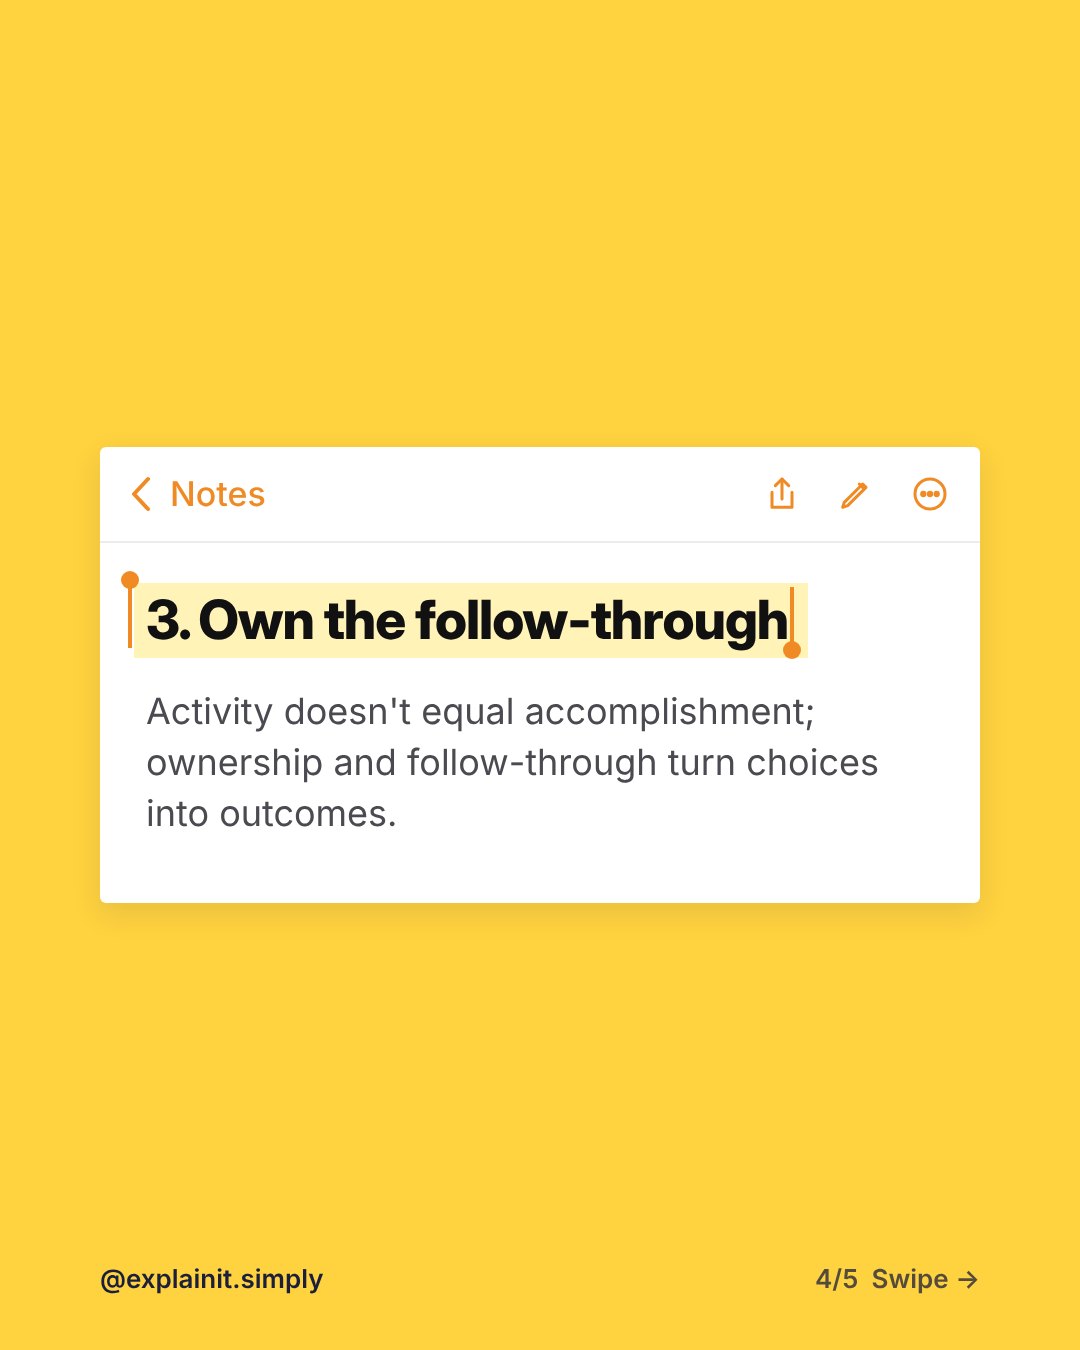 Notes
3. Own the follow-through
Activity doesn't equal accomplishment;
ownership and follow-through turn choices
into outcomes.
@explainit.simply
4/5 Swipe →